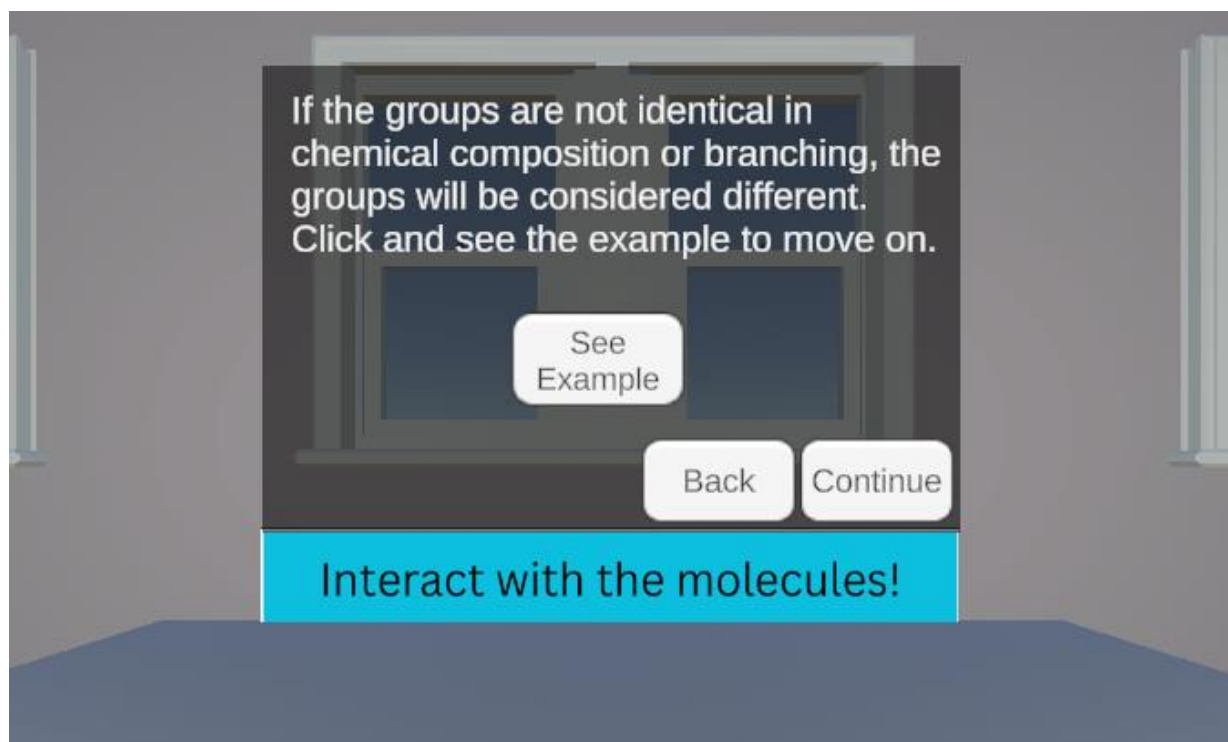 If the groups are not identical in
chemical composition or branching, the
groups will be considered different.
Click and see the example to move on.
See
Example
Back
Continue
Interact with the molecules!